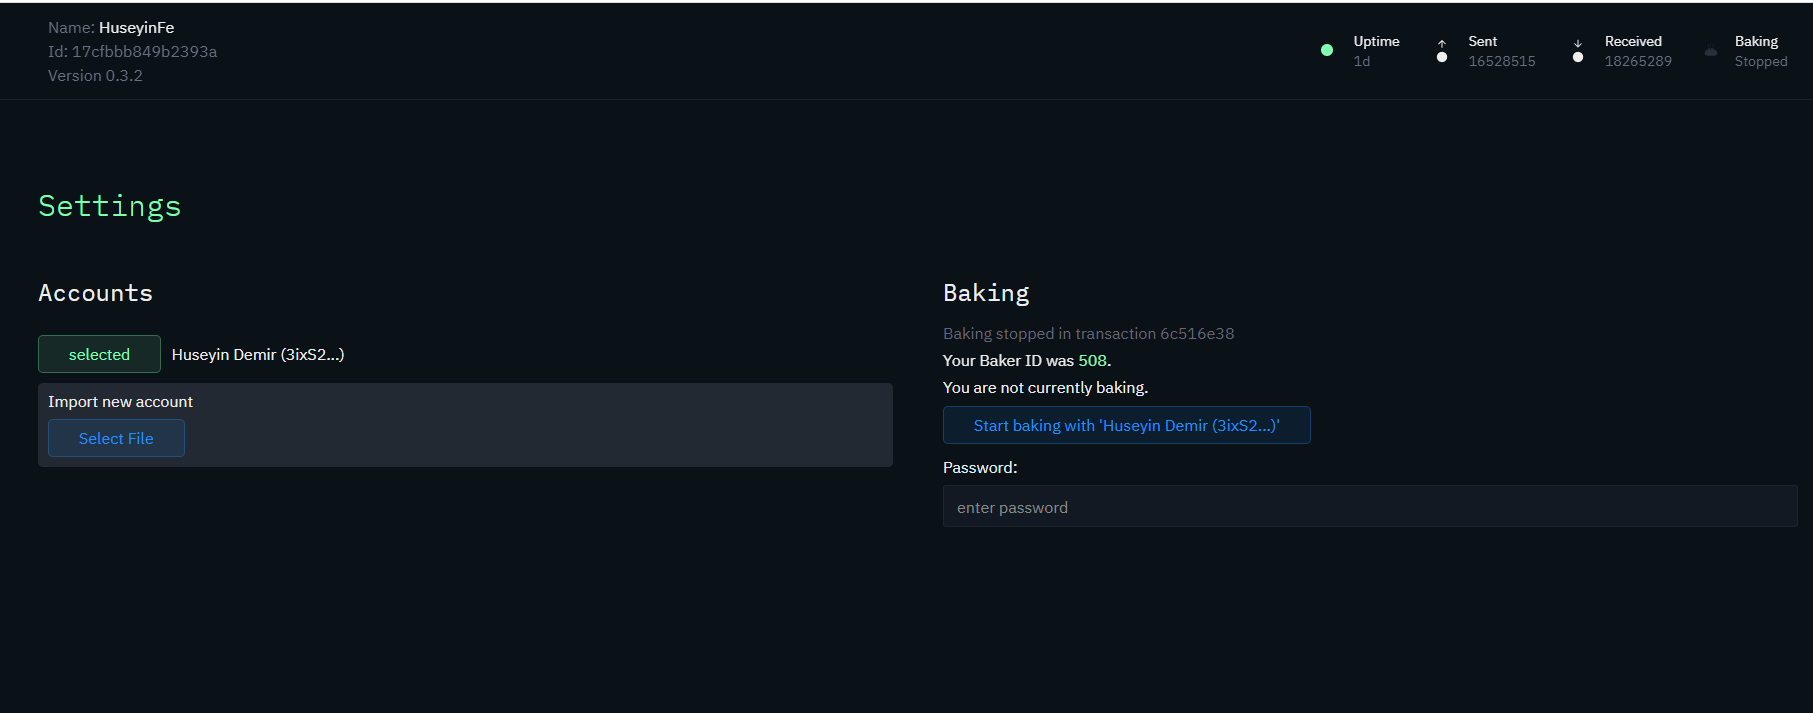 Name: HuseyinFe
Id: 17cfbbb849b2393a
Version 0.3.2
Uptime
1d
Sent
16528515
Received
18265289
Baking
Stopped
Settings
Accounts
selected
Huseyin Demir (3ixS2...)
Import new account
Select File
Baking
Baking stopped in transaction 6c516e38
Your Baker ID was 508.
You are not currently baking.
Start baking with 'Huseyin Demir (3ixS2...)'
Password:
enter password